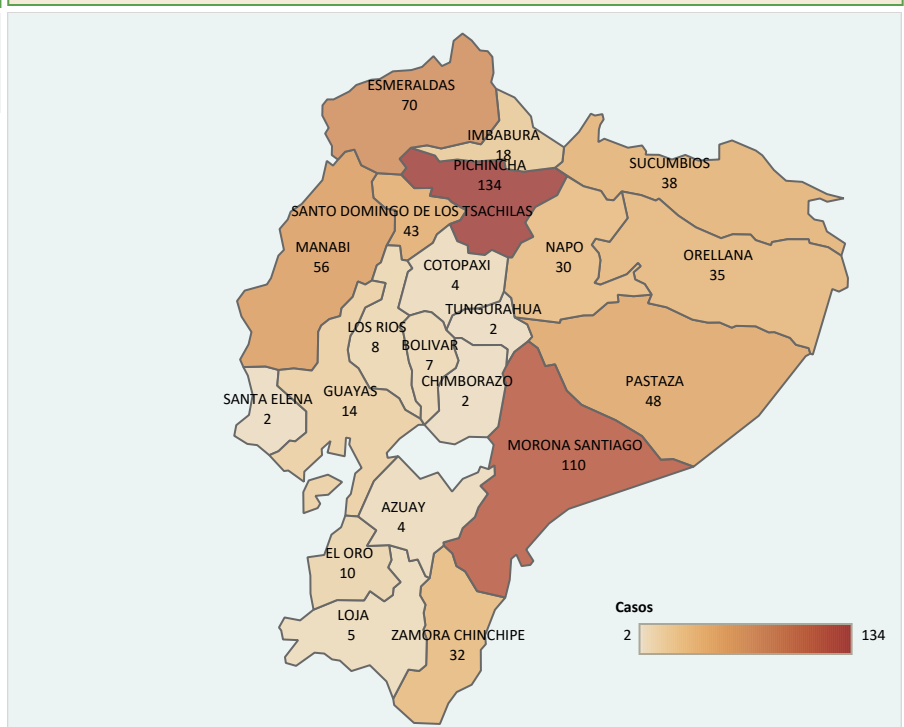 ESMERALDAS
70
IMBABURA
18
PICHINCHA
134
SUCUMBIOS
38
SANTO DOMINGO DE LOS TSACHILAS
43
MANABI
56
NAPO
30
ORELLANA
35
COTOPAXI
4
TUNGURAHUA
2
LOS RIOS
8
BOLIVAR
7
CHIMBORAZO
2
PASTAZA
48
SANTA ELENA
2
GUAYAS
14
MORONA SANTIAGO
110
AZUAY
4
EL ORO
10
LOJA
5
ZAMORA CHINCHIPE
32
Casos
2
134